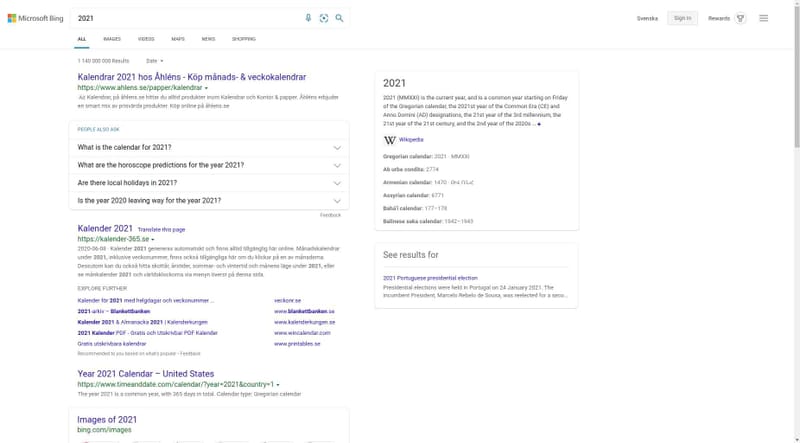 Microsoft Bing
2021
Svenska
Sign in
Rewards
ALL
IMAGES
VIDEOS
MAPS
NEWS
SHOPPING
1 140 000 000 Results
Date
Kalendrar 2021 hos Åhléns - Köp månads- & veckokalendrar
https://www.ahlens.se/papper/kalendrar
Ad Kalendrar, på åhlens.se hittar du alltid produkter inom Kalendrar och Kontor & papper. Åhléns erbjuder
en smart mix av prisvärda produkter. Köp online på åhlens.se
PEOPLE ALSO ASK
What is the calendar for 2021?
What are the horoscope predictions for the year 2021?
Are there local holidays in 2021?
Is the year 2020 leaving way for the year 2021?
Feedback
Kalender 2021 Translate this page
https://kalender-365.se
2020-06-08 · Kalender 2021 genereras automatiskt och finns alltid tillgänglig här online. Månadskalendrar
under 2021, inklusive veckonummer, finns också tillgängliga här om du klickar på en av månaderna.
Dessutom kan du också hitta skottår, årstider, sommar- och vintertid och månens läge under 2021, eller
se månkalender 2021 och världsklockorna via menyn överst på denna sida.
EXPLORE FURTHER
Kalender för 2021 med helgdagar och veckonummer ...
veckonr.se
2021-arkiv – Blankettbanken
www.blankettbanken.se
Kalender 2021 & Almanacka 2021 | Kalenderkungen
www.kalenderkungen.se
2021 Kalender PDF - Gratis och Utskrivbar PDF Kalender
www.wincalendar.com
Gratis utskrivbara kalendrar
www.printables.se
Recommended to you based on what's popular • Feedback
Year 2021 Calendar – United States
https://www.timeanddate.com/calendar/?year=2021&country=1
The year 2021 is a common year, with 365 days in total. Calendar type: Gregorian calendar
Images of 2021
bing.com/images
2021
2021 (MMXXI) is the current year, and is a common year starting on Friday
of the Gregorian calendar, the 2021st year of the Common Era (CE) and
Anno Domini (AD) designations, the 21st year of the 3rd millennium, the
21st year of the 21st century, and the 2nd year of the 2020s ...
W Wikipedia
Gregorian calendar: 2021 · MMXXI
Ab urbe condita: 2774
Armenian calendar: 1470 · ԹՎ ՌՆՀ
Assyrian calendar: 6771
Bahá'í calendar: 177–178
Balinese saka calendar: 1942–1943
See results for
2021 Portuguese presidential election
Presidential elections were held in Portugal on 24 January 2021. The
incumbent President, Marcelo Rebelo de Sousa, was reelected for a seco...